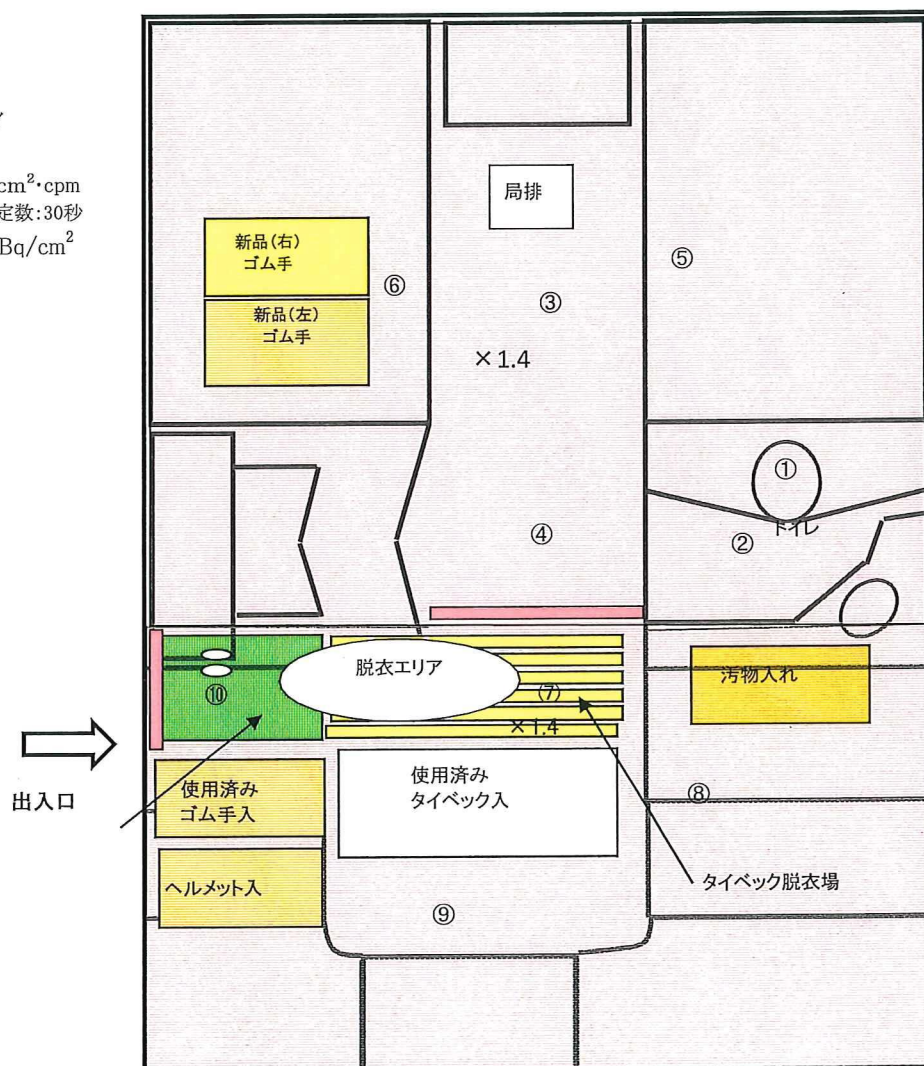 cm²・cpm
定数:30秒
Bq/cm²
局排
新品(右)
ゴム手
⑥
⑤
新品(左)
ゴム手
③
×1.4
①
トイレ
④
②
脱衣エリア
汚物入れ
⑩
⑦
×1.4
出入口
使用済み
ゴム手入
使用済み
タイベック入
⑧
ヘルメット入
タイベック脱衣場
⑨